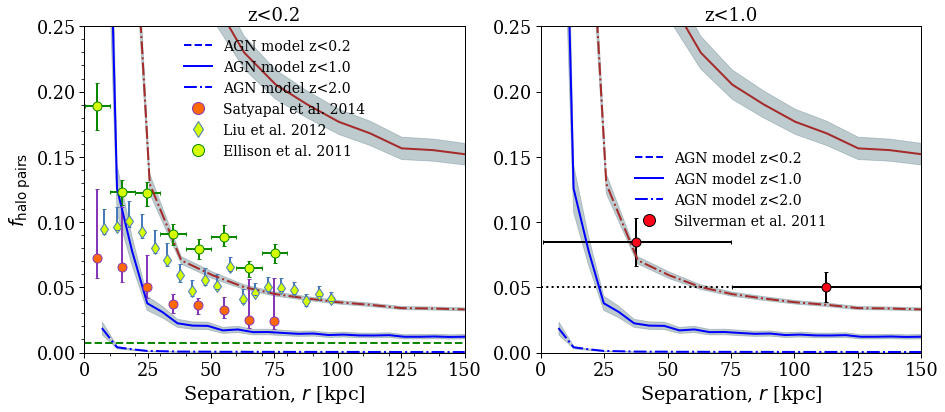 z<0.2
0.25
0.20
0.15
0.10
0.05
0.00
f_halo pairs
AGN model z<0.2
AGN model z<1.0
AGN model z<2.0
Satyapal et al. 2014
Liu et al. 2012
Ellison et al. 2011
0 25 50 75 100 125 150
Separation, r [kpc]
z<1.0
0.25
0.20
0.15
0.10
0.05
0.00
AGN model z<0.2
AGN model z<1.0
AGN model z<2.0
Silverman et al. 2011
0 25 50 75 100 125 150
Separation, r [kpc]